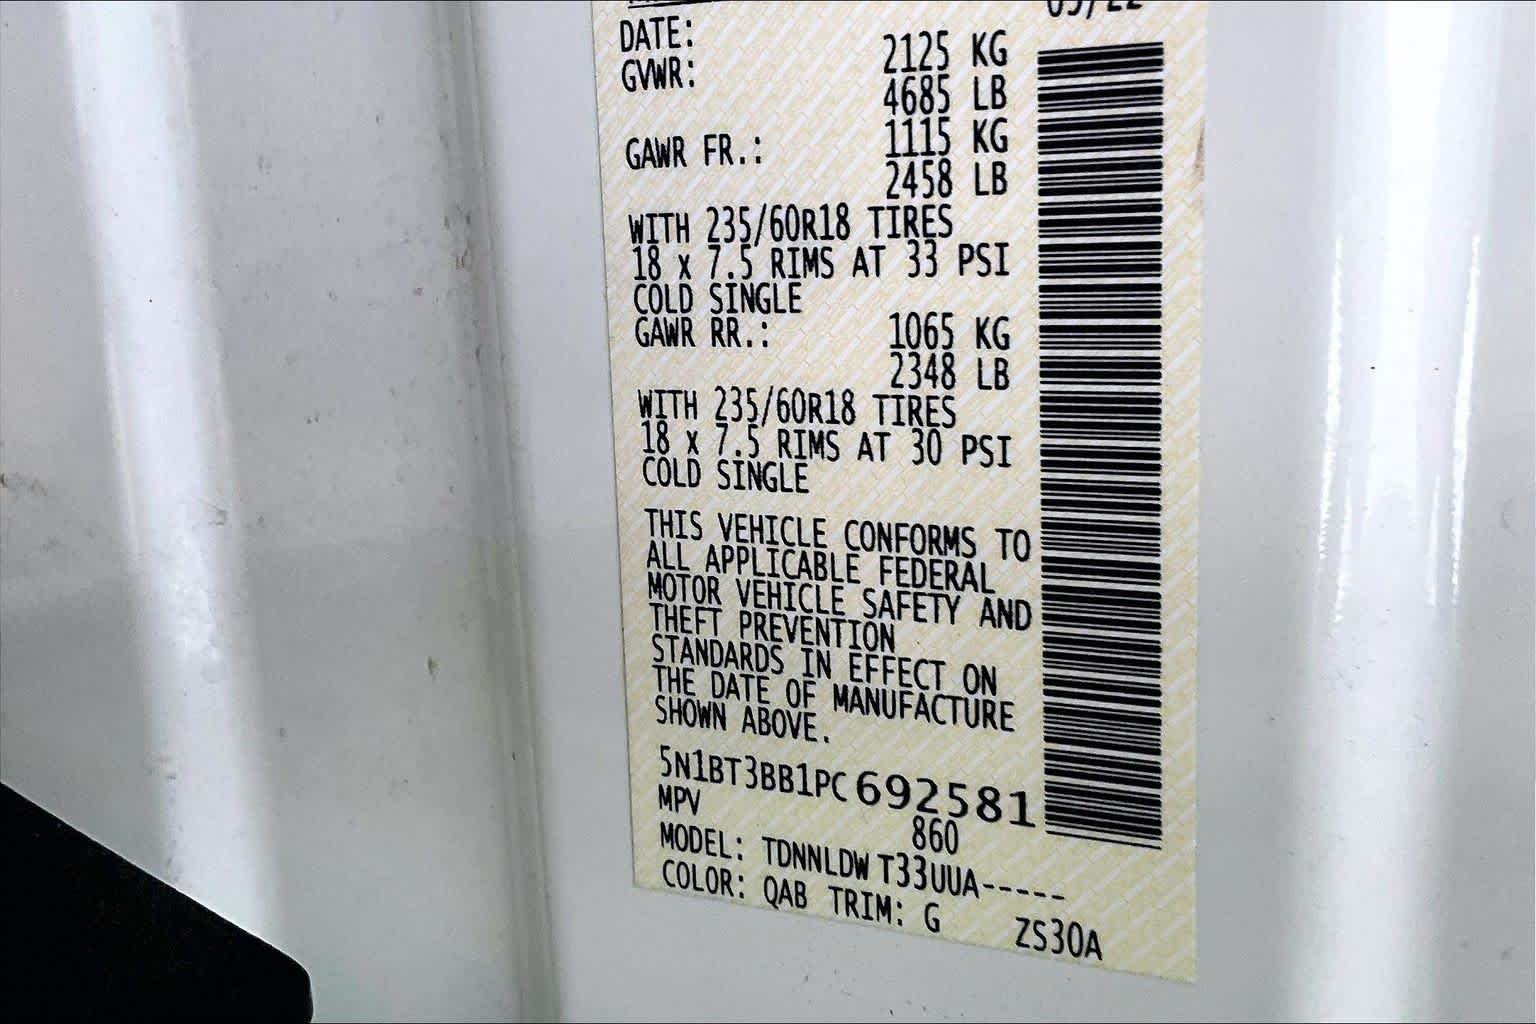 DATE:
GVWR: 2125 KG
4685 LB
GAWR FR.: 1115 KG
2458 LB
WITH 235/60R18 TIRES
18 x 7.5 RIMS AT 33 PSI
COLD SINGLE
GAWR RR.: 1065 KG
2348 LB
WITH 235/60R18 TIRES
18 x 7.5 RIMS AT 30 PSI
COLD SINGLE
THIS VEHICLE CONFORMS TO
ALL APPLICABLE FEDERAL
MOTOR VEHICLE SAFETY AND
THEFT PREVENTION
STANDARDS IN EFFECT ON
THE DATE OF MANUFACTURE
SHOWN ABOVE.
5N1BT3BB1PC692581
MPV 860
MODEL: TDNNLDW T33UUA-----
COLOR: QAB TRIM: G ZS30A